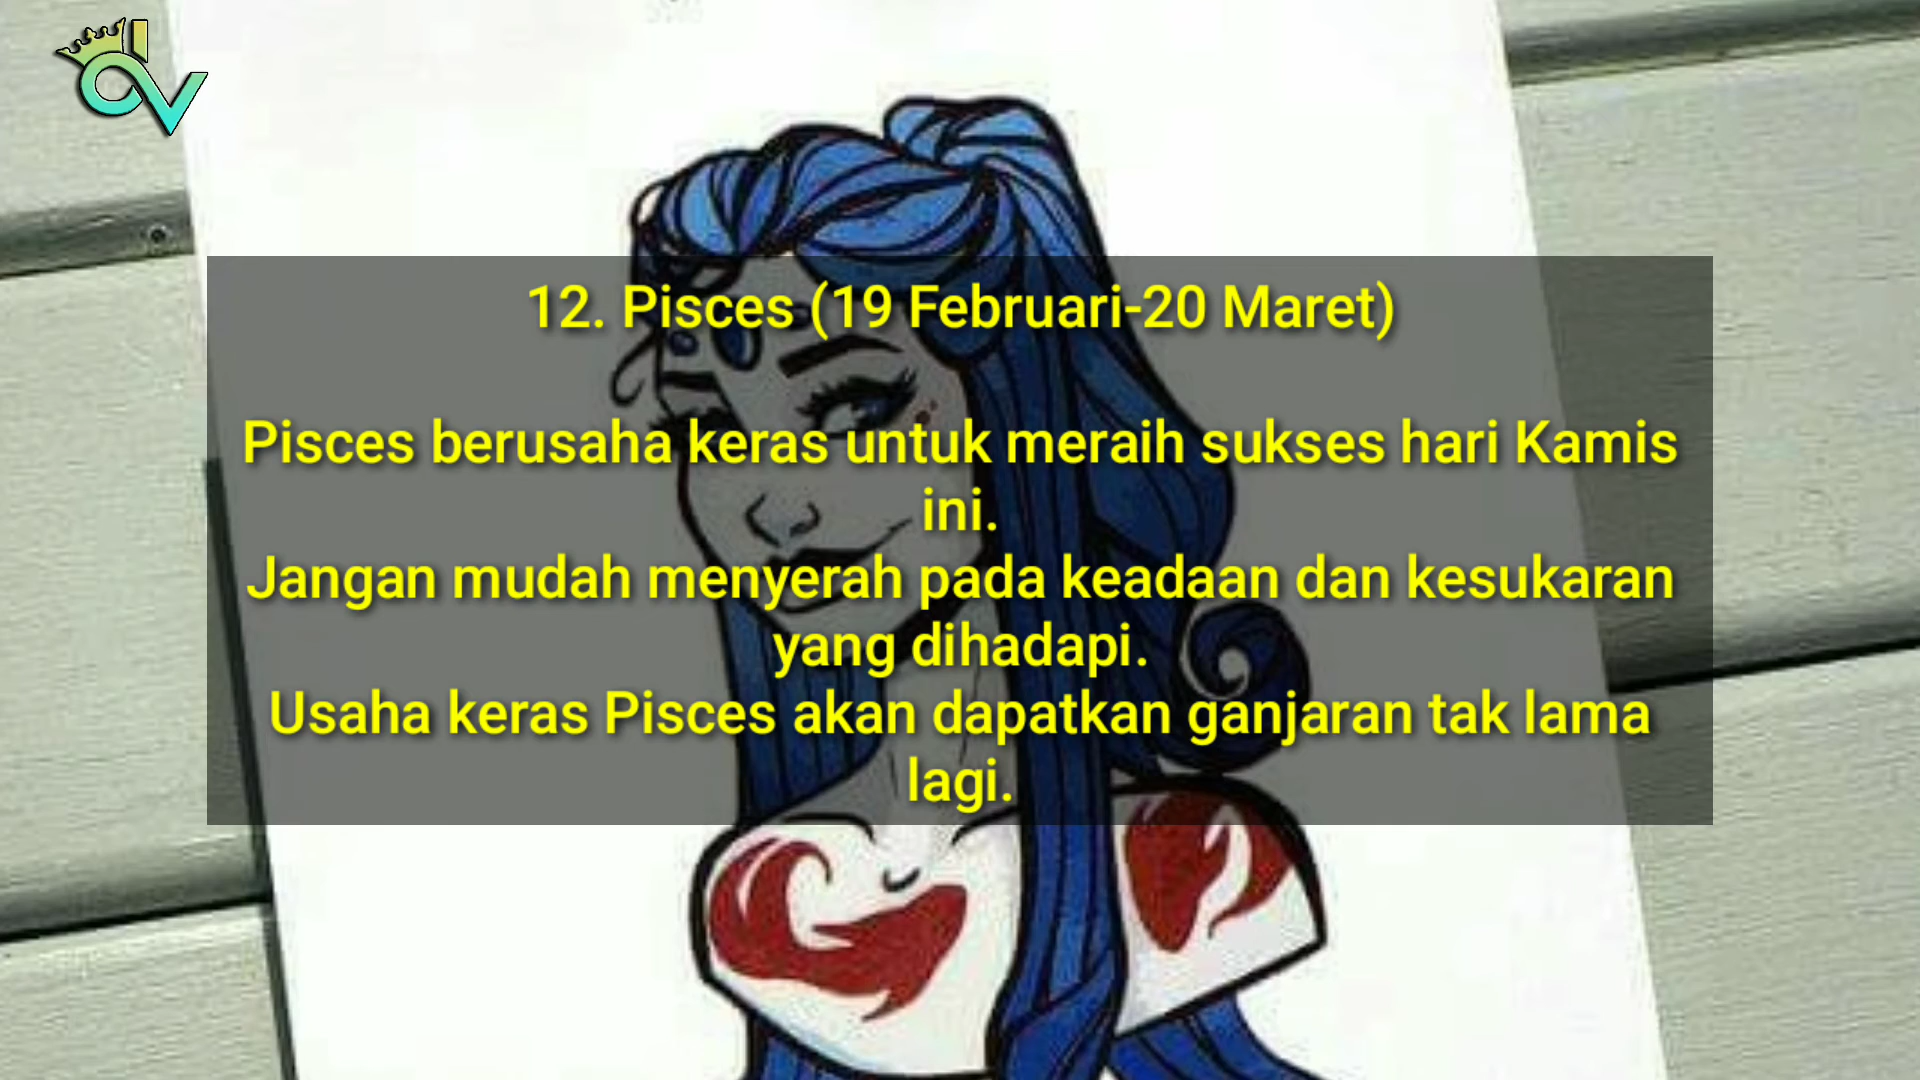 12. Pisces (19 Februari-20 Maret)
Pisces berusaha keras untuk meraih sukses hari Kamis
ini.
Jangan mudah menyerah pada keadaan dan kesukaran
yang dihadapi.
Usaha keras Pisces akan dapatkan ganjaran tak lama
lagi.